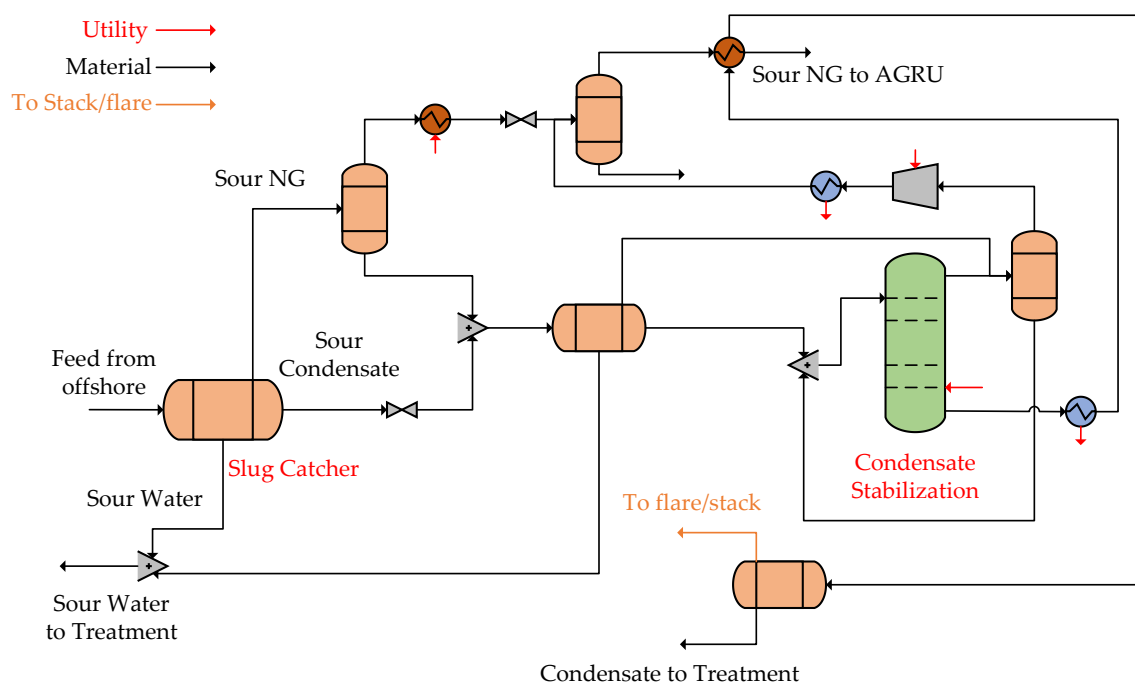 Utility
Material
To Stack/flare
Sour NG to AGRU
Sour NG
Feed from
offshore
Sour
Condensate
+
+
Slug Catcher
Condensate
Stabilization
Sour Water
To flare/stack
+
Sour Water
to Treatment
Condensate to Treatment